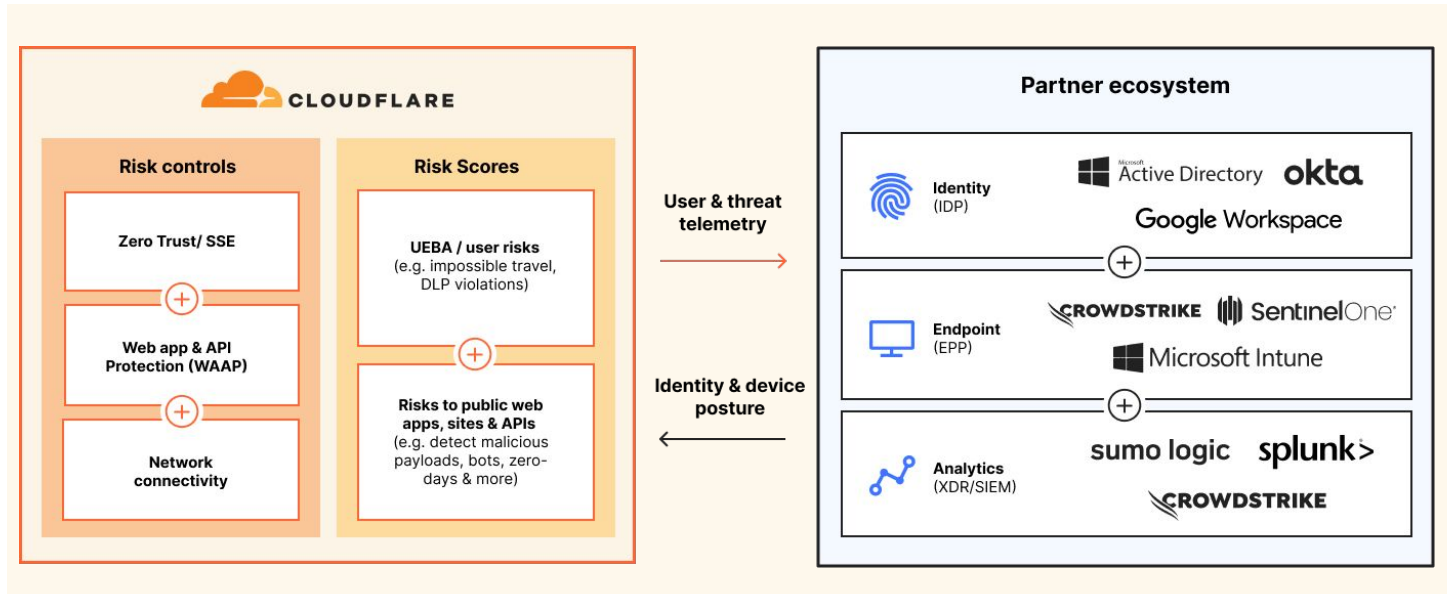 CLOUDFLARE
Risk controls
Zero Trust/ SSE
Web app & API
Protection (WAAP)
Network
connectivity
Risk Scores
UEBA / user risks
(e.g. impossible travel,
DLP violations)
Risks to public web
apps, sites & APIs
(e.g. detect malicious
payloads, bots, zero-
days & more)
User & threat
telemetry
Identity & device
posture
Partner ecosystem
Identity
(IDP)
Microsoft
Active Directory
okta
Google Workspace
Endpoint
(EPP)
CROWDSTRIKE
SentinelOne
Microsoft Intune
Analytics
(XDR/SIEM)
sumo logic
splunk>
CROWDSTRIKE